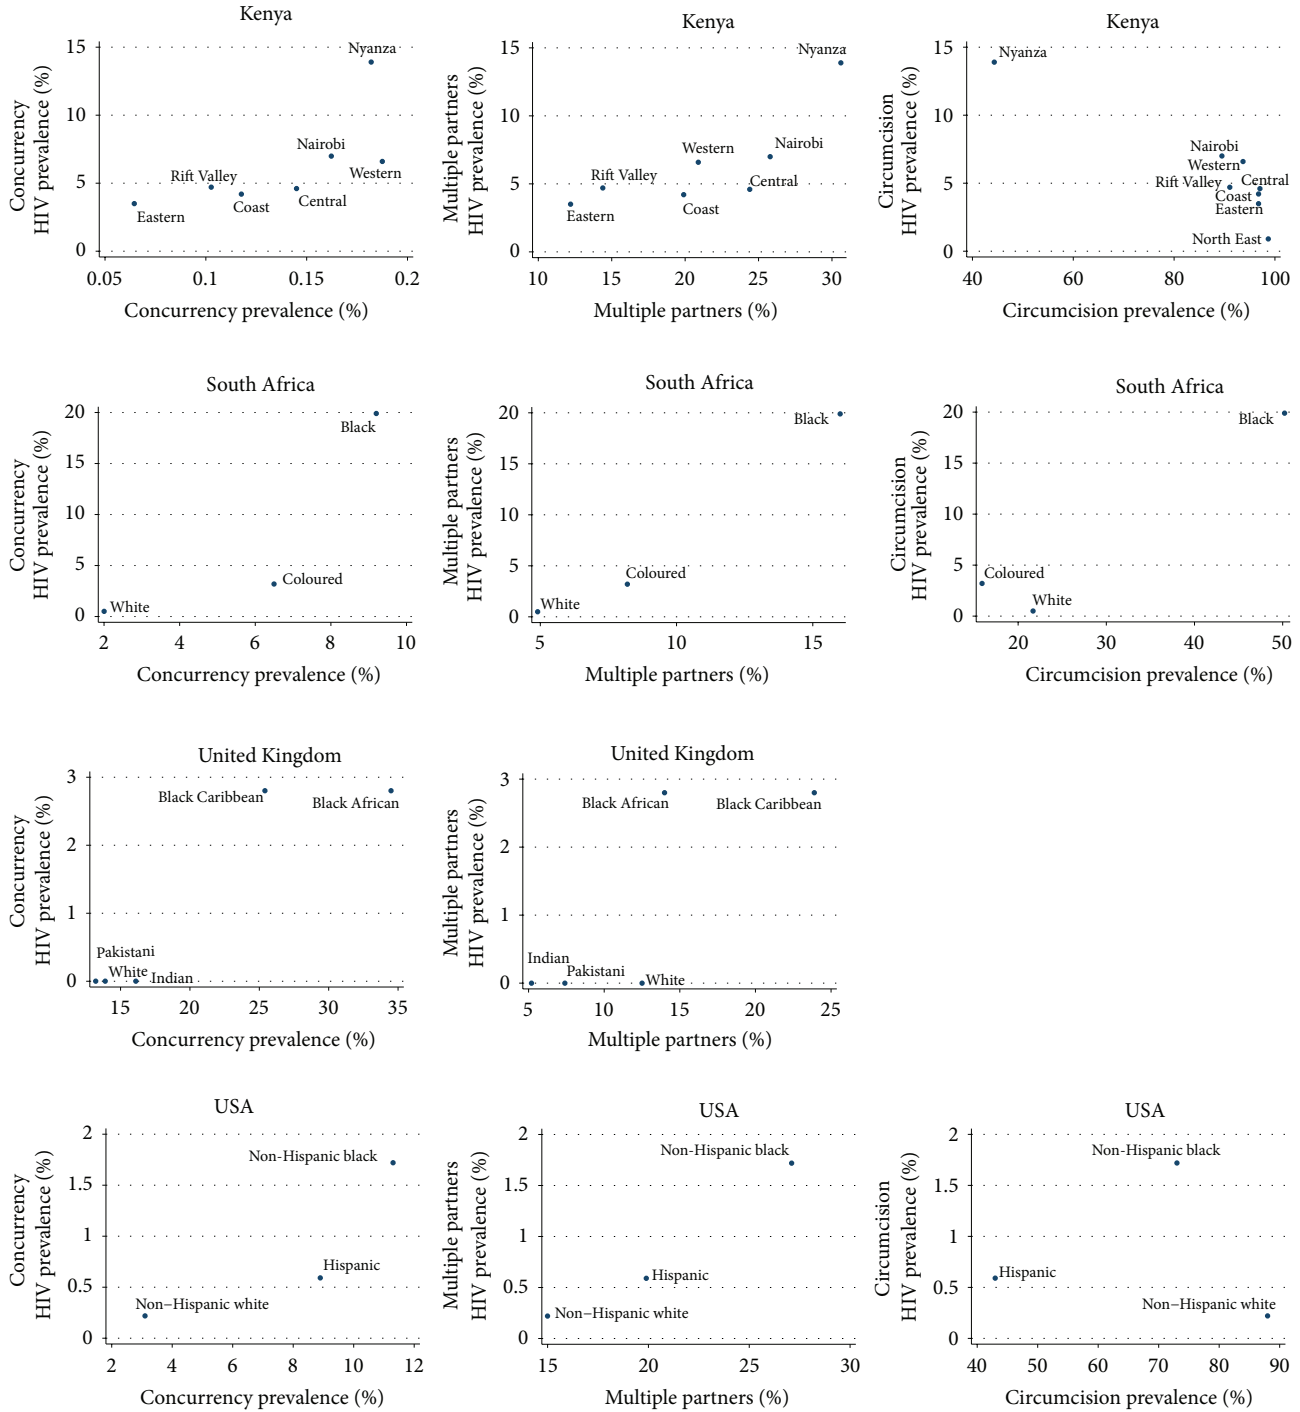 Kenya
Concurrency
HIV prevalence (%)
15
10
5
0
Nyanza
Nairobi
Western
Rift Valley
Coast
Central
Eastern
0.05 0.1 0.15 0.2
Concurrency prevalence (%)
Kenya
Multiple partners
HIV prevalence (%)
15
10
5
0
Nyanza
Nairobi
Western
Rift Valley
Central
Coast
Eastern
10 15 20 25 30
Multiple partners (%)
Kenya
Circumcision
HIV prevalence (%)
15
10
5
0
Nyanza
Nairobi
Western
Rift Valley Central
Coast
Eastern
North East
40 60 80 100
Circumcision prevalence (%)
South Africa
Concurrency
HIV prevalence (%)
20
15
10
5
0
Black
Coloured
White
2 4 6 8 10
Concurrency prevalence (%)
South Africa
Multiple partners
HIV prevalence (%)
20
15
10
5
0
Black
Coloured
White
5 10 15
Multiple partners (%)
South Africa
Circumcision
HIV prevalence (%)
20
15
10
5
0
Black
Coloured
White
20 30 40 50
Circumcision prevalence (%)
United Kingdom
Concurrency
HIV prevalence (%)
3
2
1
0
Black Caribbean
Black African
Pakistani
White
Indian
15 20 25 30 35
Concurrency prevalence (%)
United Kingdom
Multiple partners
HIV prevalence (%)
3
2
1
0
Black African
Black Caribbean
Indian
Pakistani
White
5 10 15 20 25
Multiple partners (%)
USA
Concurrency
HIV prevalence (%)
2
1.5
1
0.5
0
Non-Hispanic black
Hispanic
Non−Hispanic white
2 4 6 8 10 12
Concurrency prevalence (%)
USA
Multiple partners
HIV prevalence (%)
2
1.5
1
0.5
0
Non-Hispanic black
Hispanic
Non−Hispanic white
15 20 25 30
Multiple partners (%)
USA
Circumcision
HIV prevalence (%)
2
1.5
1
0.5
0
Non-Hispanic black
Hispanic
Non−Hispanic white
40 50 60 70 80 90
Circumcision prevalence (%)